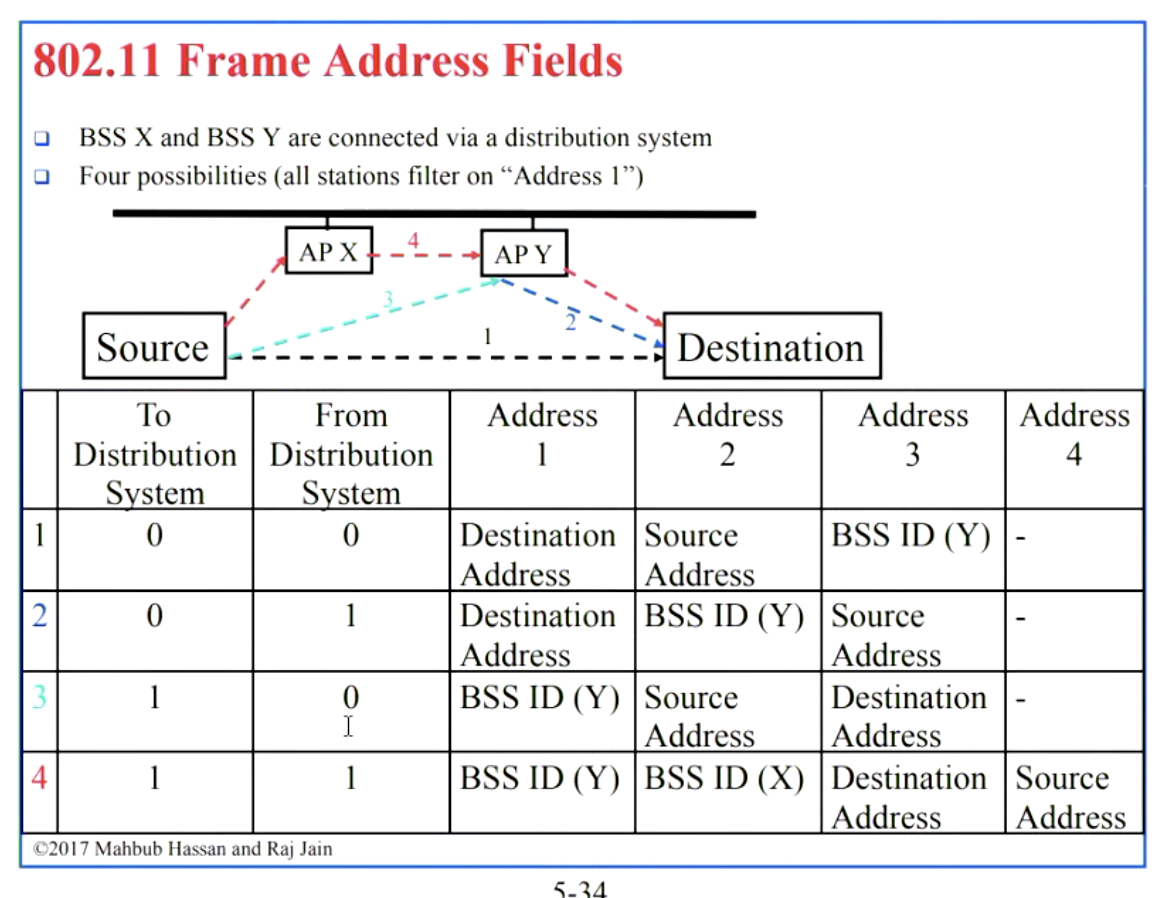 802.11 Frame Address Fields
BSS X and BSS Y are connected via a distribution system
Four possibilities (all stations filter on “Address 1”)
AP X
4
AP Y
3
2
1
Source
Destination
To Distribution System
From Distribution System
Address 1
Address 2
Address 3
Address 4
1 0 0 Destination Address Source Address BSS ID (Y) -
2 0 1 Destination Address BSS ID (Y) Source Address -
3 1 0 BSS ID (Y) Source Address Destination Address -
4 1 1 BSS ID (Y) BSS ID (X) Destination Address Source Address
©2017 Mahbub Hassan and Raj Jain
5-34